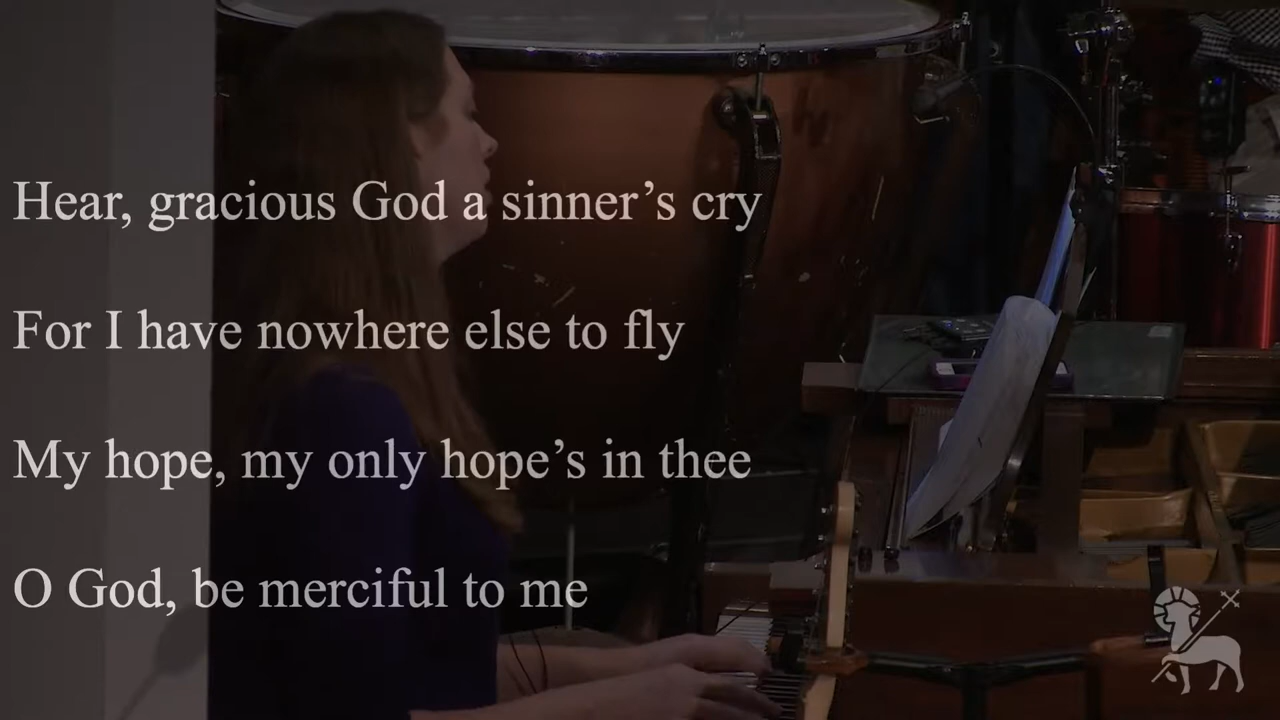 Hear, gracious God a sinner’s cry
For I have nowhere else to fly
My hope, my only hope’s in thee
O God, be merciful to me